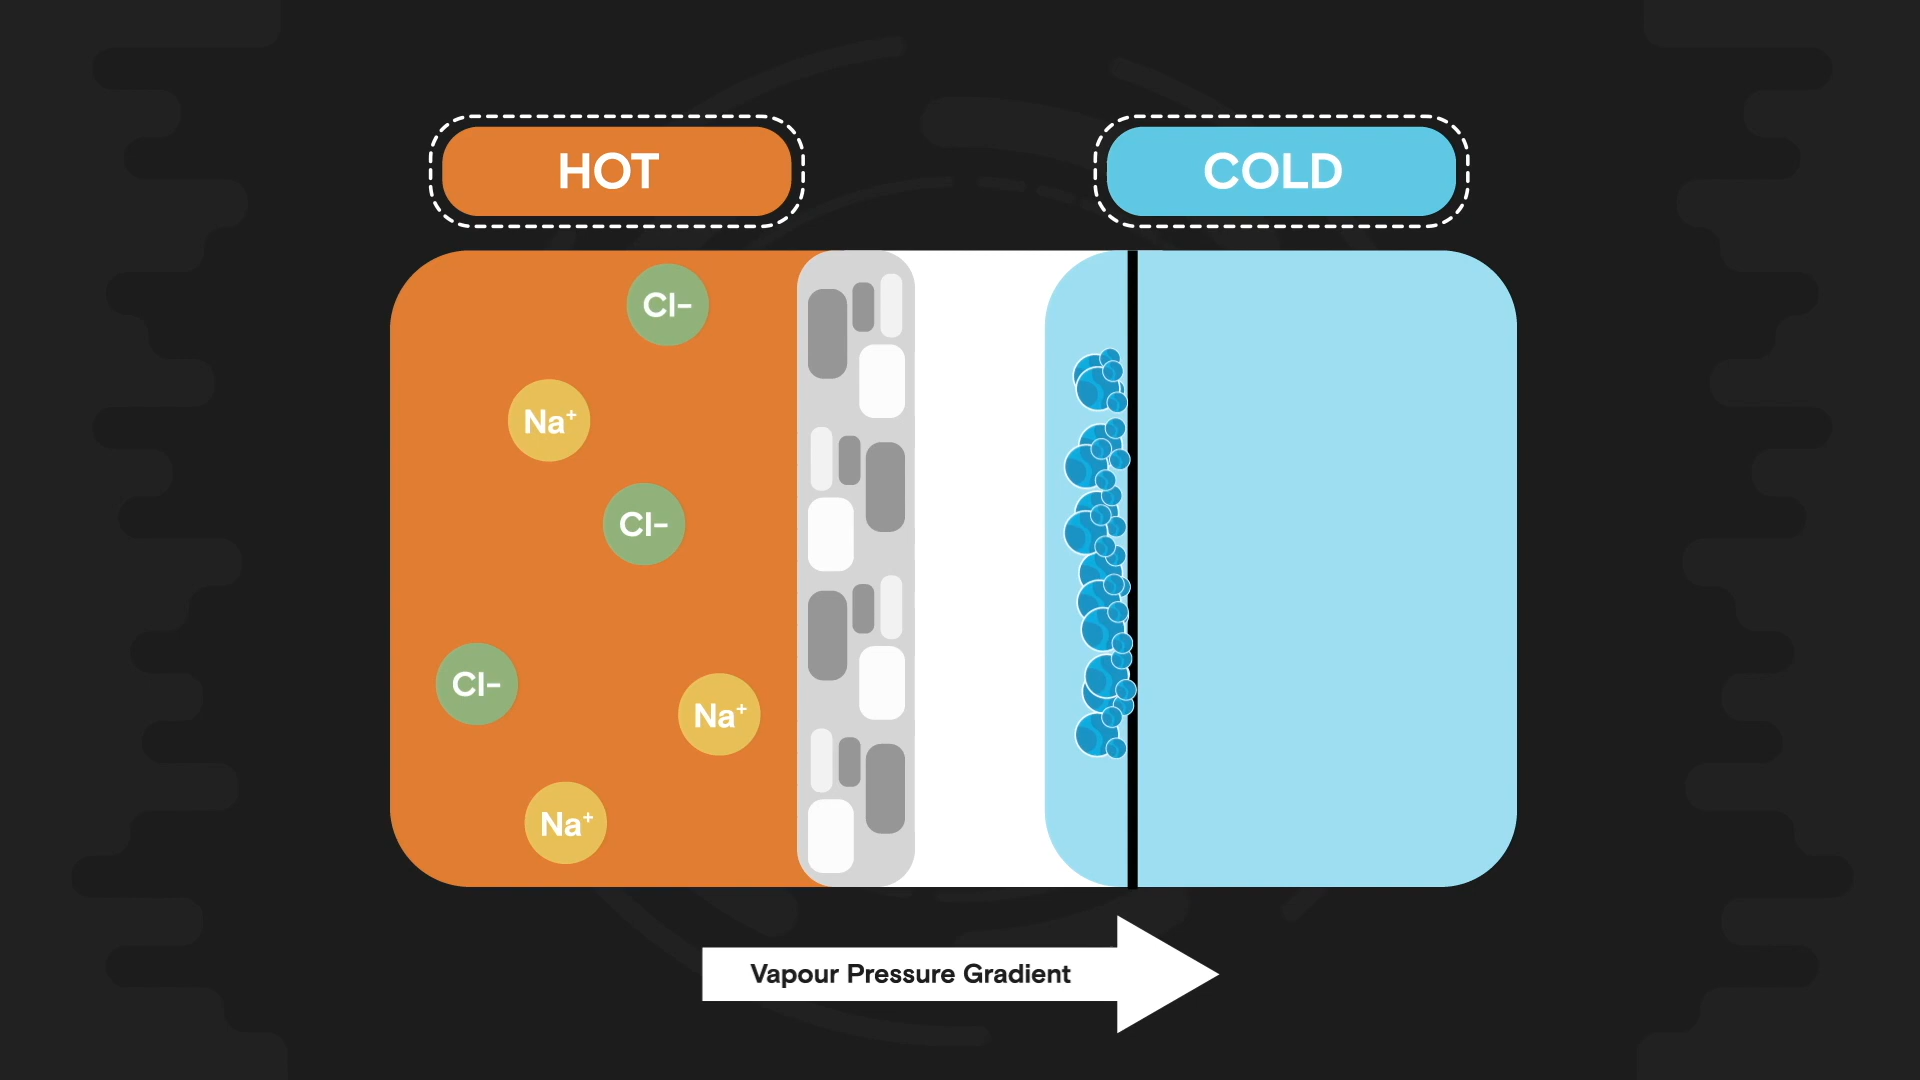 HOT
COLD
Cl–
Na⁺
Cl–
Cl–
Na⁺
Na⁺
Vapour Pressure Gradient